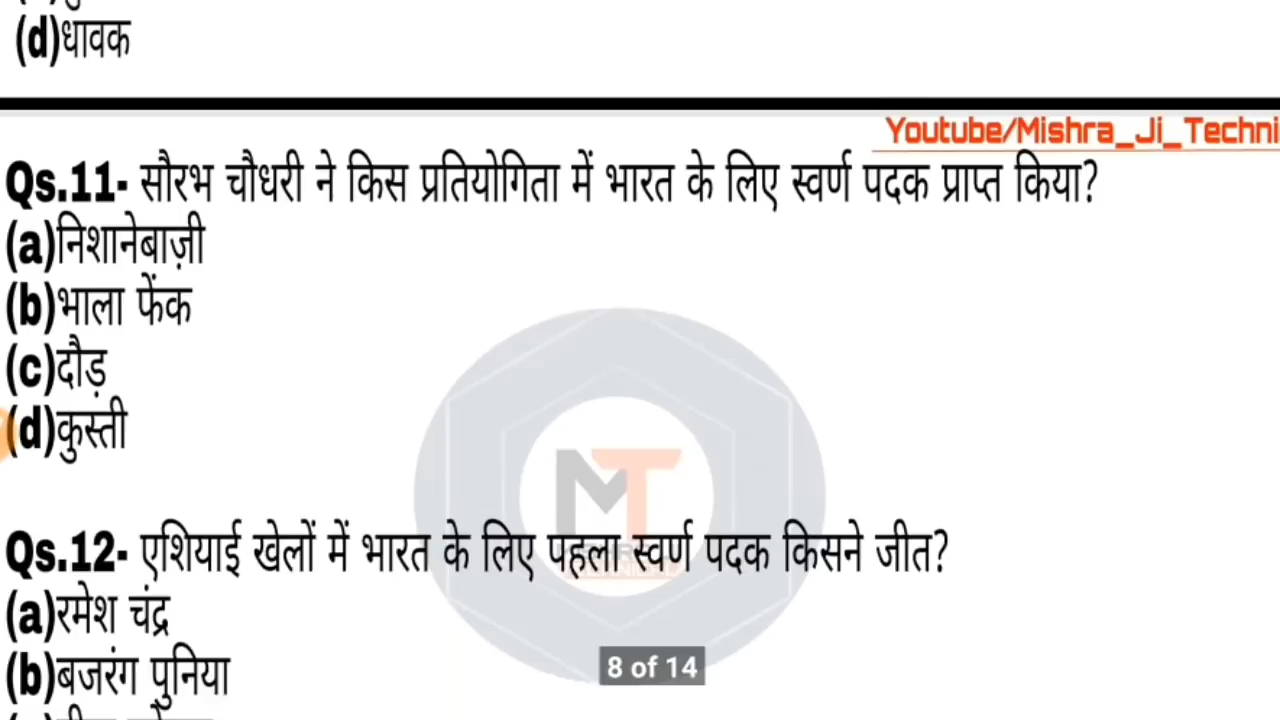 (d)धावक
Youtube/Mishra_Ji_Techni
Qs.11- सौरभ चौधरी ने किस प्रतियोगिता में भारत के लिए स्वर्ण पदक प्राप्त किया?
(a)निशानेबाज़ी
(b)भाला फेंक
(c)दौड़
(d)कुस्ती
MT
Qs.12- एशियाई खेलों में भारत के लिए पहला स्वर्ण पदक किसने जीत?
(a)रमेश चंद्र
(b)बजरंग पुनिया
8 of 14